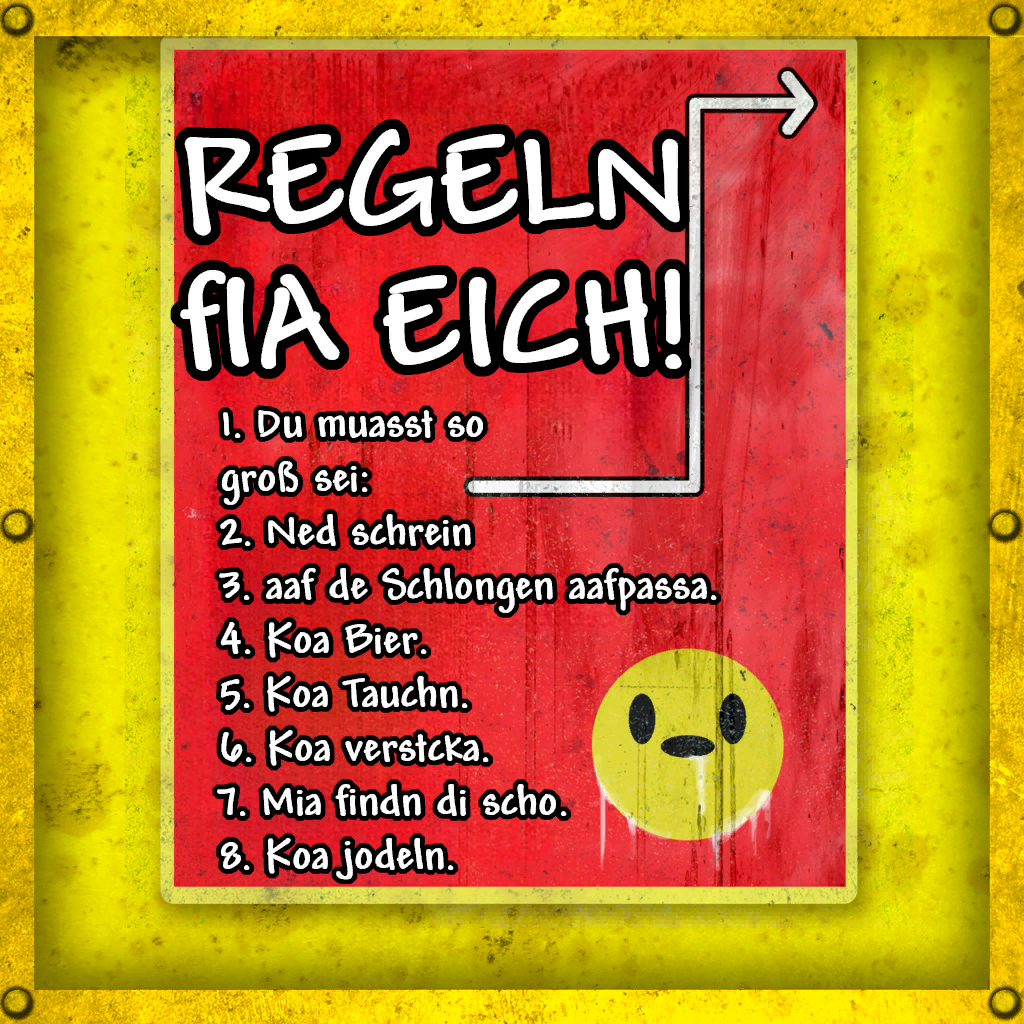 REGELN
fIA EICH!
1. Du muasst so
groß sei:
2. Ned schrein
3. aaf de Schlongen aafpassa.
4. Koa Bier.
5. Koa Tauchn.
6. Koa verstcka.
7. Mia findn di scho.
8. Koa jodeln.